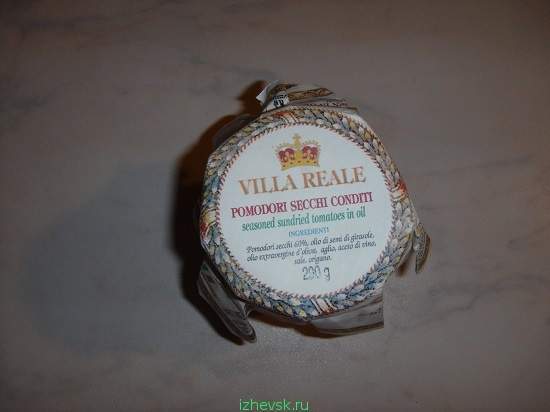 VILLA REALE
POMODORI SECCHI CONDITI
seasoned sundried tomatoes in oil
INGREDIENTI
Pomodori secchi 60%, olio di semi di girasole,
olio extravergine d'oliva, aglio, aceto di vino,
sale, origano.
200 g
izhevsk.ru